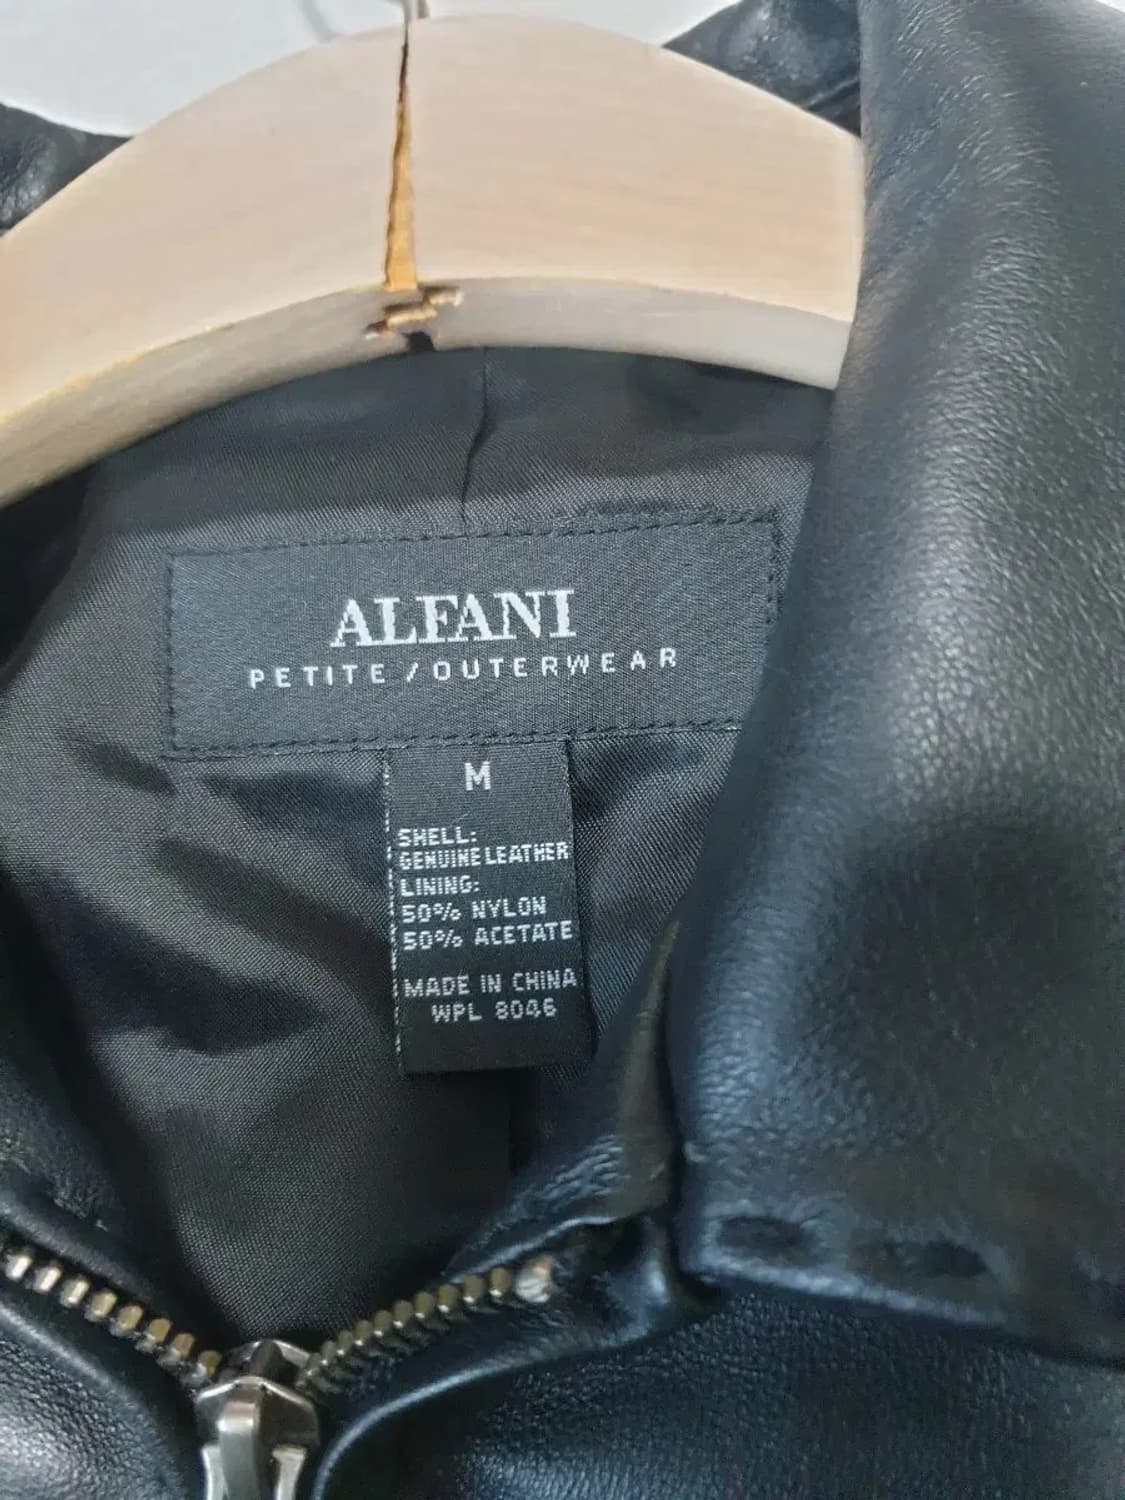 ALFANI
PETITE / OUTERWEAR
M
SHELL:
GENUINE LEATHER
LINING:
50% NYLON
50% ACETATE
MADE IN CHINA
WPL 8046